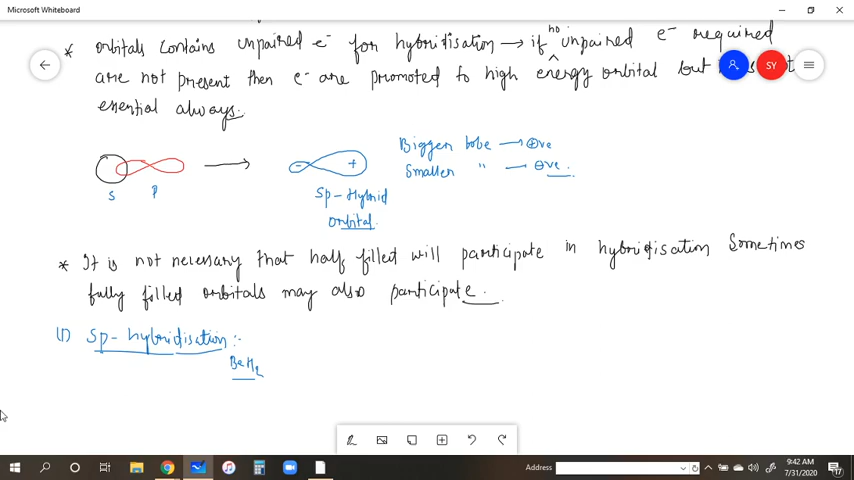 Microsoft Whiteboard
* orbitals contains unpaired e⁻ for hybridisation → if no unpaired e⁻ required
are not present then e⁻ are promoted to high energy orbital but
SY
essential always.
Bigger lobe → ⊕ve
Smaller " → ⊖ve.
- +
S P
Sp-Hybrid
orbital.
* It is not necessary that half filled will participate in hybridisation Sometimes
fully filled orbitals may also participate.
(1) Sp-hybridisation:-
BeH₂
Address
9:42 AM
7/31/2020
17